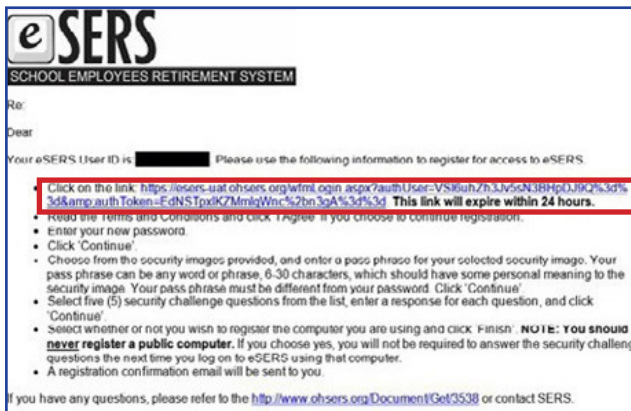 eSERS
SCHOOL EMPLOYEES RETIREMENT SYSTEM
Re:
Dear
Your eSERS User ID is Please use the following information to register for access to eSERS.
• Click on the link: https://esers-uat.ohsers.org/wfmLogin.aspx?authUser=VSI6uhZh3Jv5sN3BHpDJ9Q%3d%
3d&amp;authToken=EdNSTpxlKZMmlqWnc%2bn3gA%3d%3d This link will expire within 24 hours.
• Read the Terms and Conditions and click 'I Agree' if you choose to continue registration.
• Enter your new password.
• Click 'Continue'.
• Choose from the security images provided, and enter a pass phrase for your selected security image. Your
pass phrase can be any word or phrase, 6-30 characters, which should have some personal meaning to the
security image. Your pass phrase must be different from your password. Click 'Continue'.
• Select five (5) security challenge questions from the list, enter a response for each question, and click
'Continue'.
• Select whether or not you wish to register the computer you are using and click 'Finish'. NOTE: You should
never register a public computer. If you choose yes, you will not be required to answer the security challeng
questions the next time you log on to eSERS using that computer.
• A registration confirmation email will be sent to you.
If you have any questions, please refer to the http://www.ohsers.org/Document/Get/3538 or contact SERS.